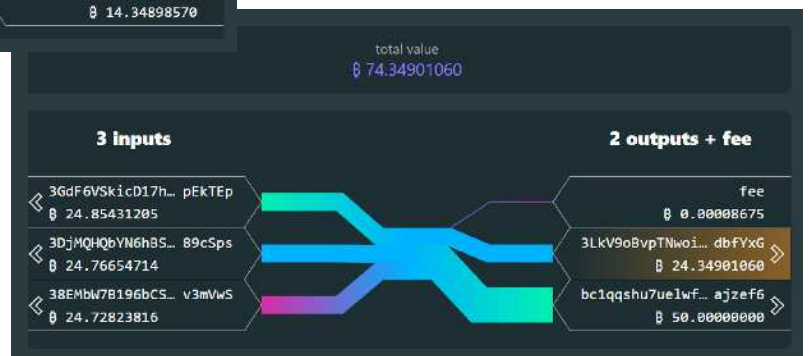 ₿ 14.34898570
total value
₿ 74.34901060
3 inputs
2 outputs + fee
3GdF6VSkicD17h… pEKTEp
₿ 24.85431205
3DjMQHQbYN6hBS… 89cSps
₿ 24.76654714
38EMbW7B196bCS… v3mVwS
₿ 24.72823816
fee
₿ 0.00008675
3LkV9oBvpTNwoi… dbfYxG
₿ 24.34901060
bc1qqshu7uelwf… ajzef6
₿ 50.00000000